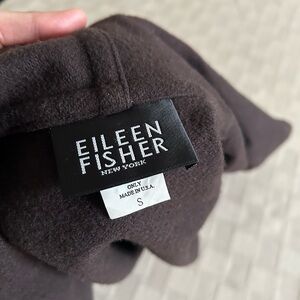 EILEEN
FISHER
NEW YORK
ONLY
MADE IN U.S.A.
S